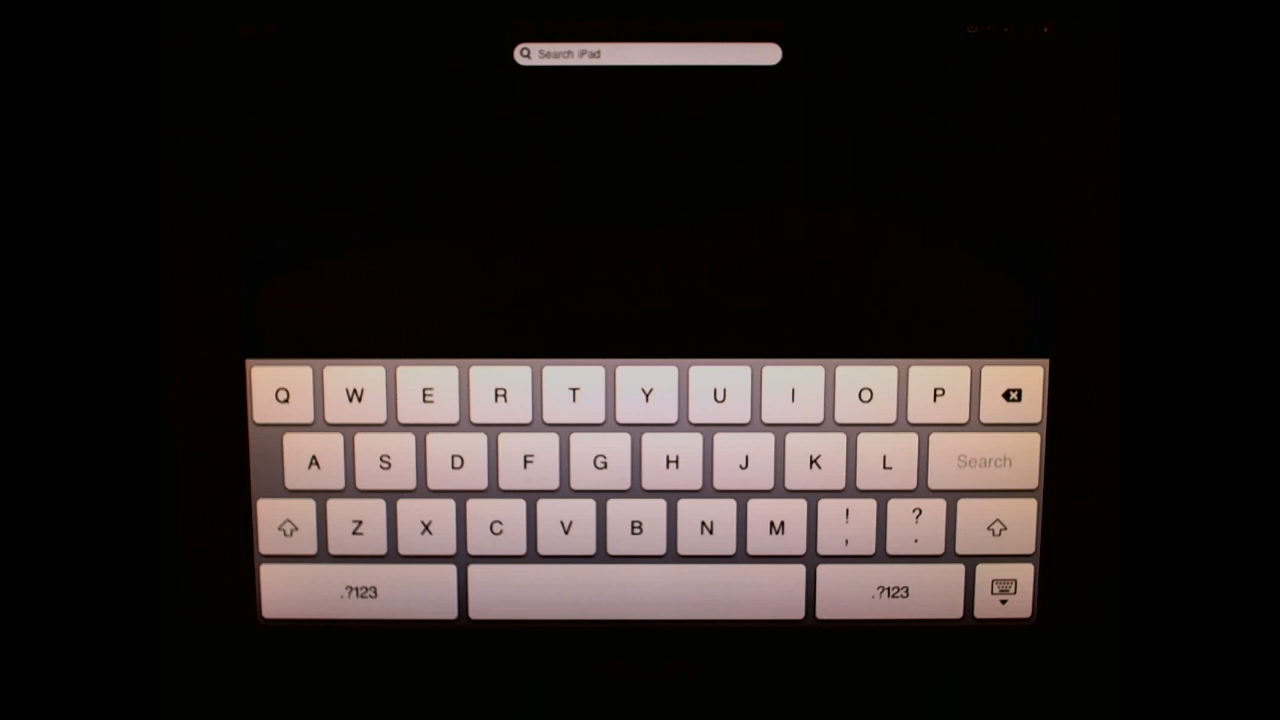 Search iPad
Q W E R T Y U I O P
A S D F G H J K L Search
! ?
Z X C V B N M , .
.?123 .?123